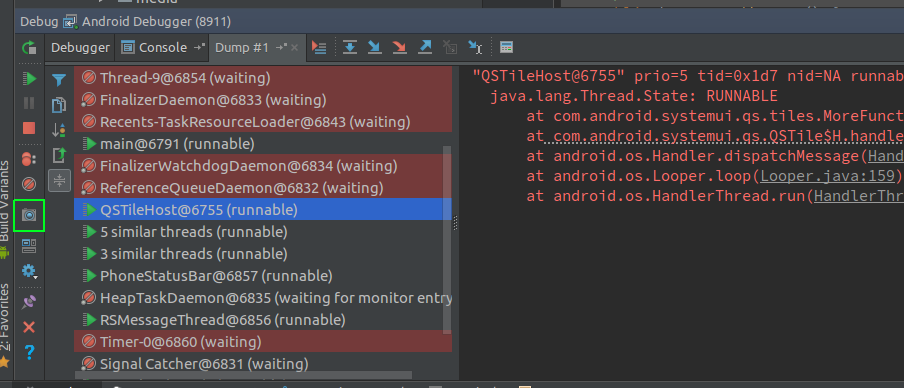 media
Debug Android Debugger (8911)
Debugger Console Dump #1
Thread-9@6854 (waiting)
FinalizerDaemon@6833 (waiting)
Recents-TaskResourceLoader@6843 (waiting)
main@6791 (runnable)
FinalizerWatchdogDaemon@6834 (waiting)
ReferenceQueueDaemon@6832 (waiting)
QSTileHost@6755 (runnable)
5 similar threads (runnable)
3 similar threads (runnable)
PhoneStatusBar@6857 (runnable)
HeapTaskDaemon@6835 (waiting for monitor entry
RSMessageThread@6856 (runnable)
Timer-0@6860 (waiting)
Signal Catcher@6831 (waiting)
"QSTileHost@6755" prio=5 tid=0x1d7 nid=NA runnab
java.lang.Thread.State: RUNNABLE
at com.android.systemui.qs.tiles.MoreFunct
at com.android.systemui.qs.QSTile$H.handle
at android.os.Handler.dispatchMessage(Hand
at android.os.Looper.loop(Looper.java:159)
at android.os.HandlerThread.run(HandlerThr
Build Variants
2: Favorites